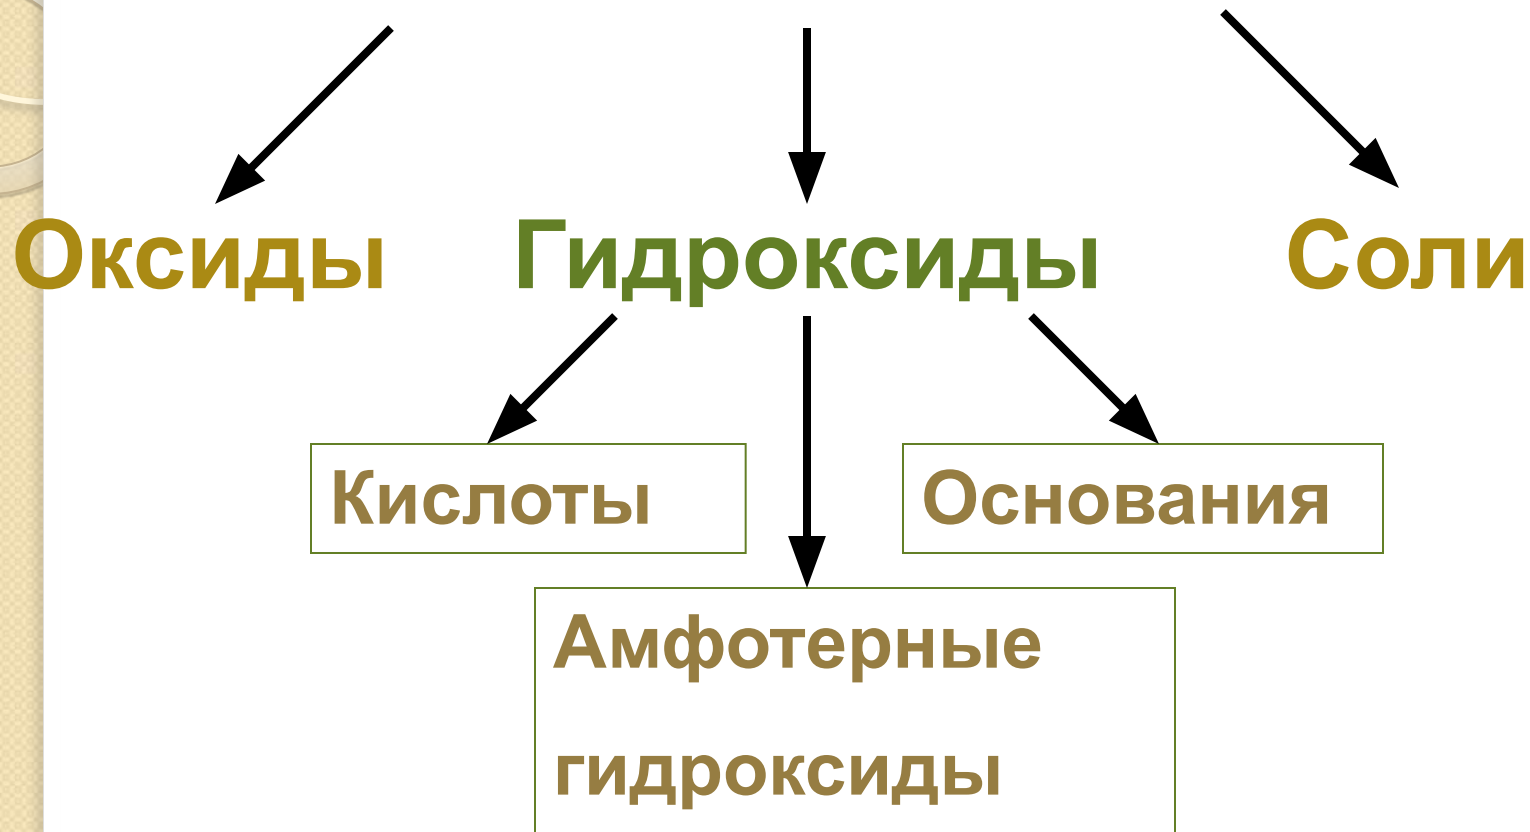 Оксиды Гидроксиды Соли
Кислоты Основания
Амфотерные
гидроксиды